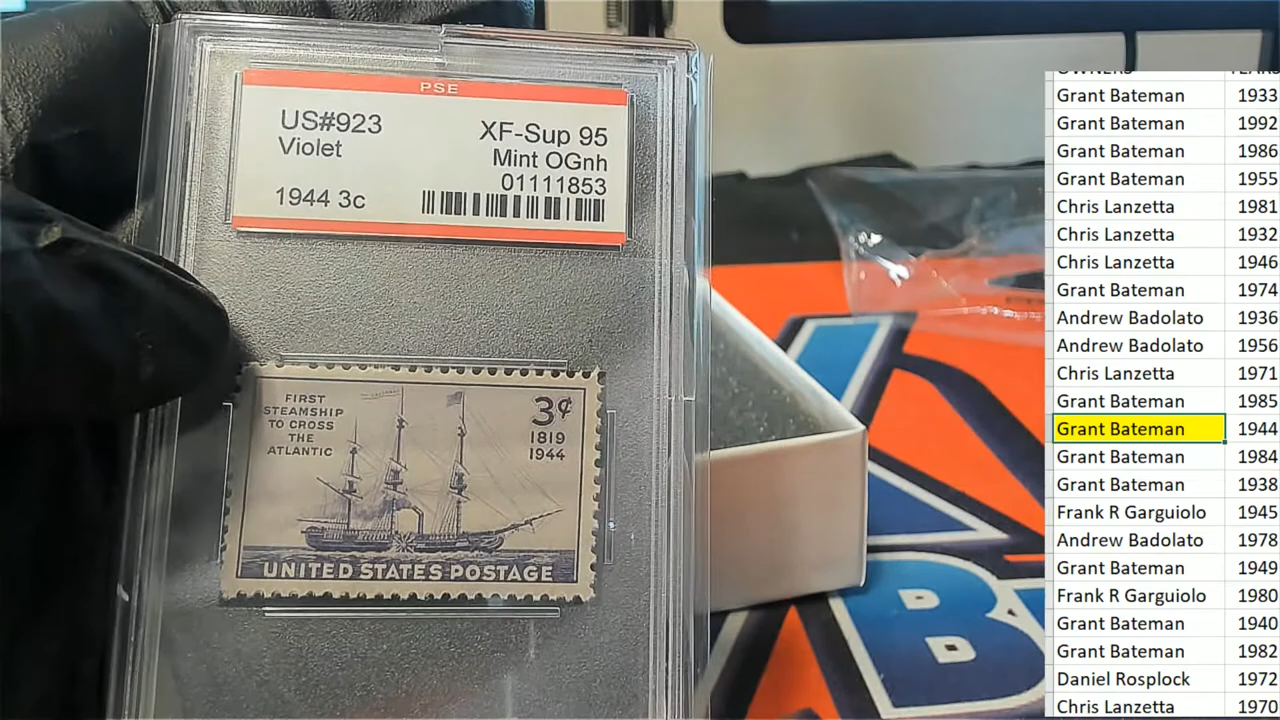 PSE
US#923
XF-Sup 95
Violet
Mint OGnh
01111853
1944 3c
FIRST
STEAMSHIP
TO CROSS
THE
ATLANTIC
3¢
1819
1944
UNITED STATES POSTAGE
B
OWNERS YEARS
Grant Bateman 1933
Grant Bateman 1992
Grant Bateman 1986
Grant Bateman 1955
Chris Lanzetta 1981
Chris Lanzetta 1932
Chris Lanzetta 1946
Grant Bateman 1974
Andrew Badolato 1936
Andrew Badolato 1956
Chris Lanzetta 1971
Grant Bateman 1985
Grant Bateman 1944
Grant Bateman 1984
Grant Bateman 1938
Frank R Garguiolo 1945
Andrew Badolato 1978
Grant Bateman 1949
Frank R Garguiolo 1980
Grant Bateman 1940
Grant Bateman 1982
Daniel Rosplock 1972
Chris Lanzetta 1970